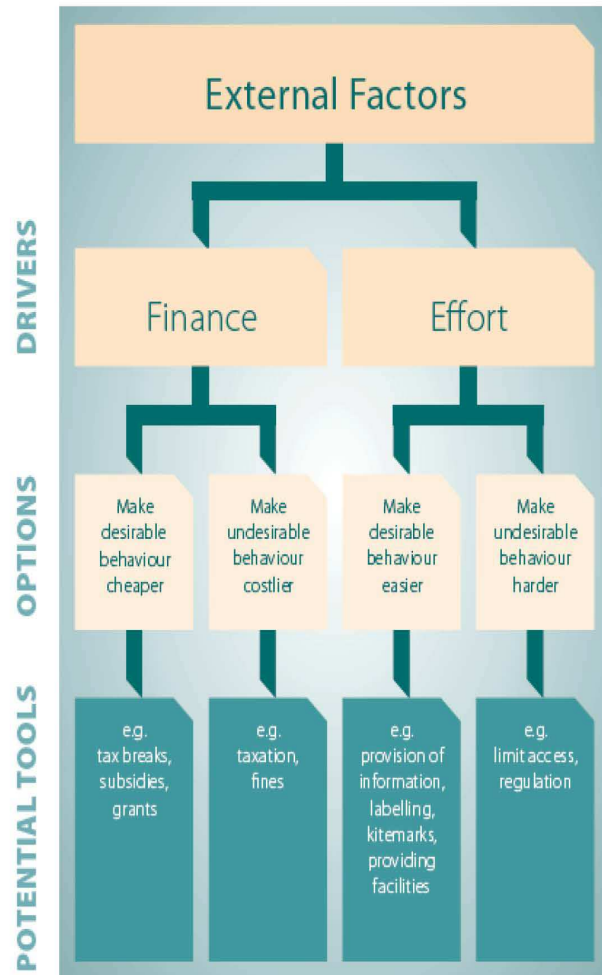 External Factors
DRIVERS
Finance
Effort
OPTIONS
Make
desirable
behaviour
cheaper
Make
undesirable
behaviour
costlier
Make
desirable
behaviour
easier
Make
undesirable
behaviour
harder
POTENTIAL TOOLS
e.g.
tax breaks,
subsidies,
grants
e.g.
taxation,
fines
e.g.
provision of
information,
labelling,
kitemarks,
providing
facilities
e.g.
limit access,
regulation